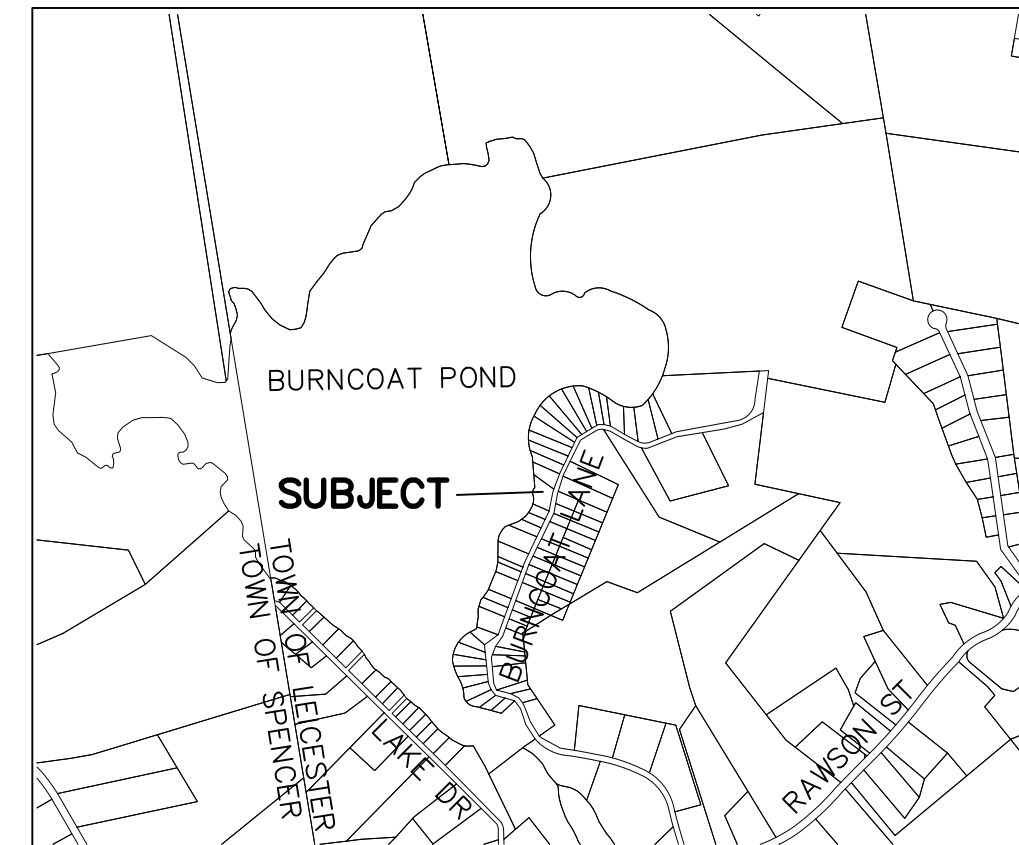 BURNCOAT POND
SUBJECT
BURNCOAT LANE
TOWN OF LEICESTER
TOWN OF SPENCER
LAKE DR
RAWSON ST